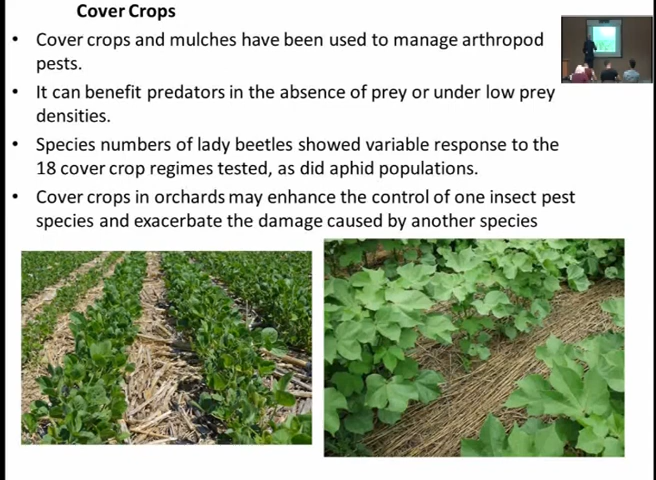 Cover Crops
• Cover crops and mulches have been used to manage arthropod
pests.
• It can benefit predators in the absence of prey or under low prey
densities.
• Species numbers of lady beetles showed variable response to the
18 cover crop regimes tested, as did aphid populations.
• Cover crops in orchards may enhance the control of one insect pest
species and exacerbate the damage caused by another species